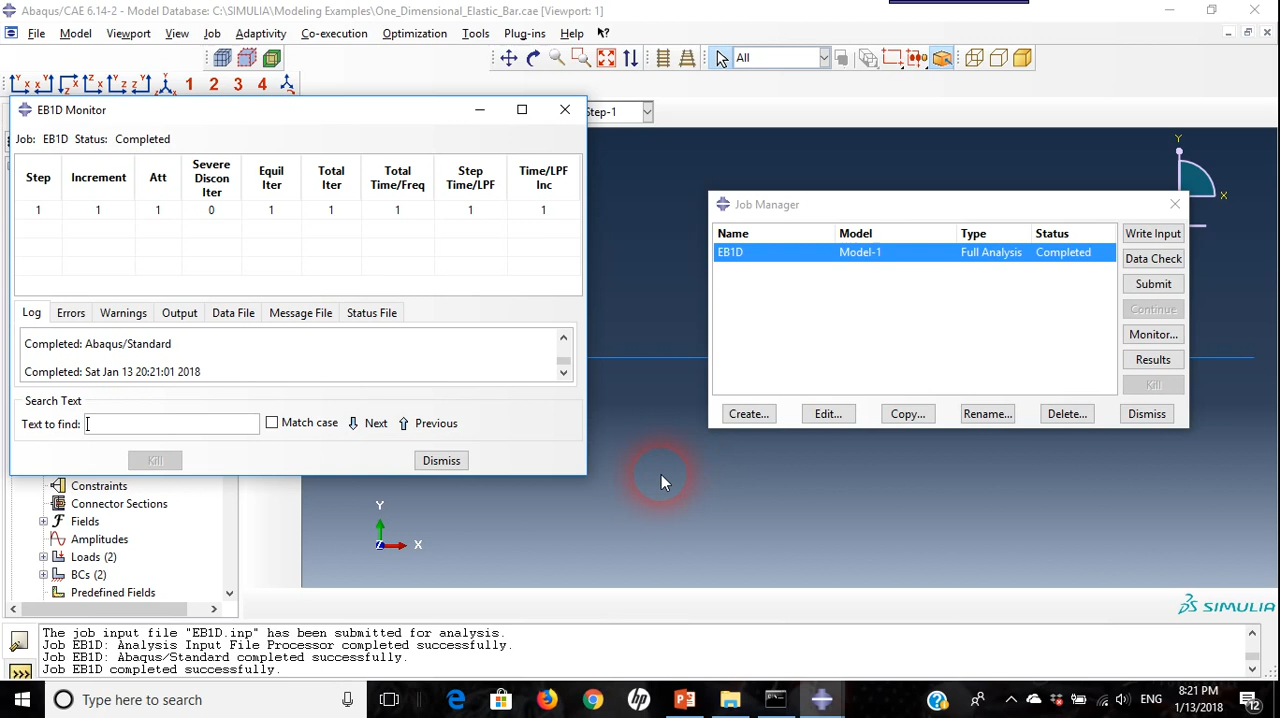 Abaqus/CAE 6.14-2 - Model Database: C:\SIMULIA\Modeling Examples\One_Dimensional_Elastic_Bar.cae [Viewport: 1]
File Model Viewport View Job Adaptivity Co-execution Optimization Tools Plug-ins Help
All
1 2 3 4
EB1D Monitor
Step-1
Job: EB1D Status: Completed
Step Increment Att Severe Discon Iter Equil Iter Total Iter Total Time/Freq Step Time/LPF Time/LPF Inc
1 1 1 0 1 1 1 1 1
Log Errors Warnings Output Data File Message File Status File
Completed: Abaqus/Standard
Completed: Sat Jan 13 20:21:01 2018
Search Text
Text to find: Match case Next Previous
Kill Dismiss
Job Manager
Name Model Type Status
EB1D Model-1 Full Analysis Completed
Write Input
Data Check
Submit
Continue
Monitor...
Results
Kill
Create... Edit... Copy... Rename... Delete... Dismiss
Y
X
Constraints
Connector Sections
Fields
Amplitudes
Loads (2)
BCs (2)
Predefined Fields
Y
Z X
SIMULIA
The job input file "EB1D.inp" has been submitted for analysis.
Job EB1D: Analysis Input File Processor completed successfully.
Job EB1D: Abaqus/Standard completed successfully.
Job EB1D completed successfully.
Type here to search
ENG
8:21 PM
1/13/2018
12